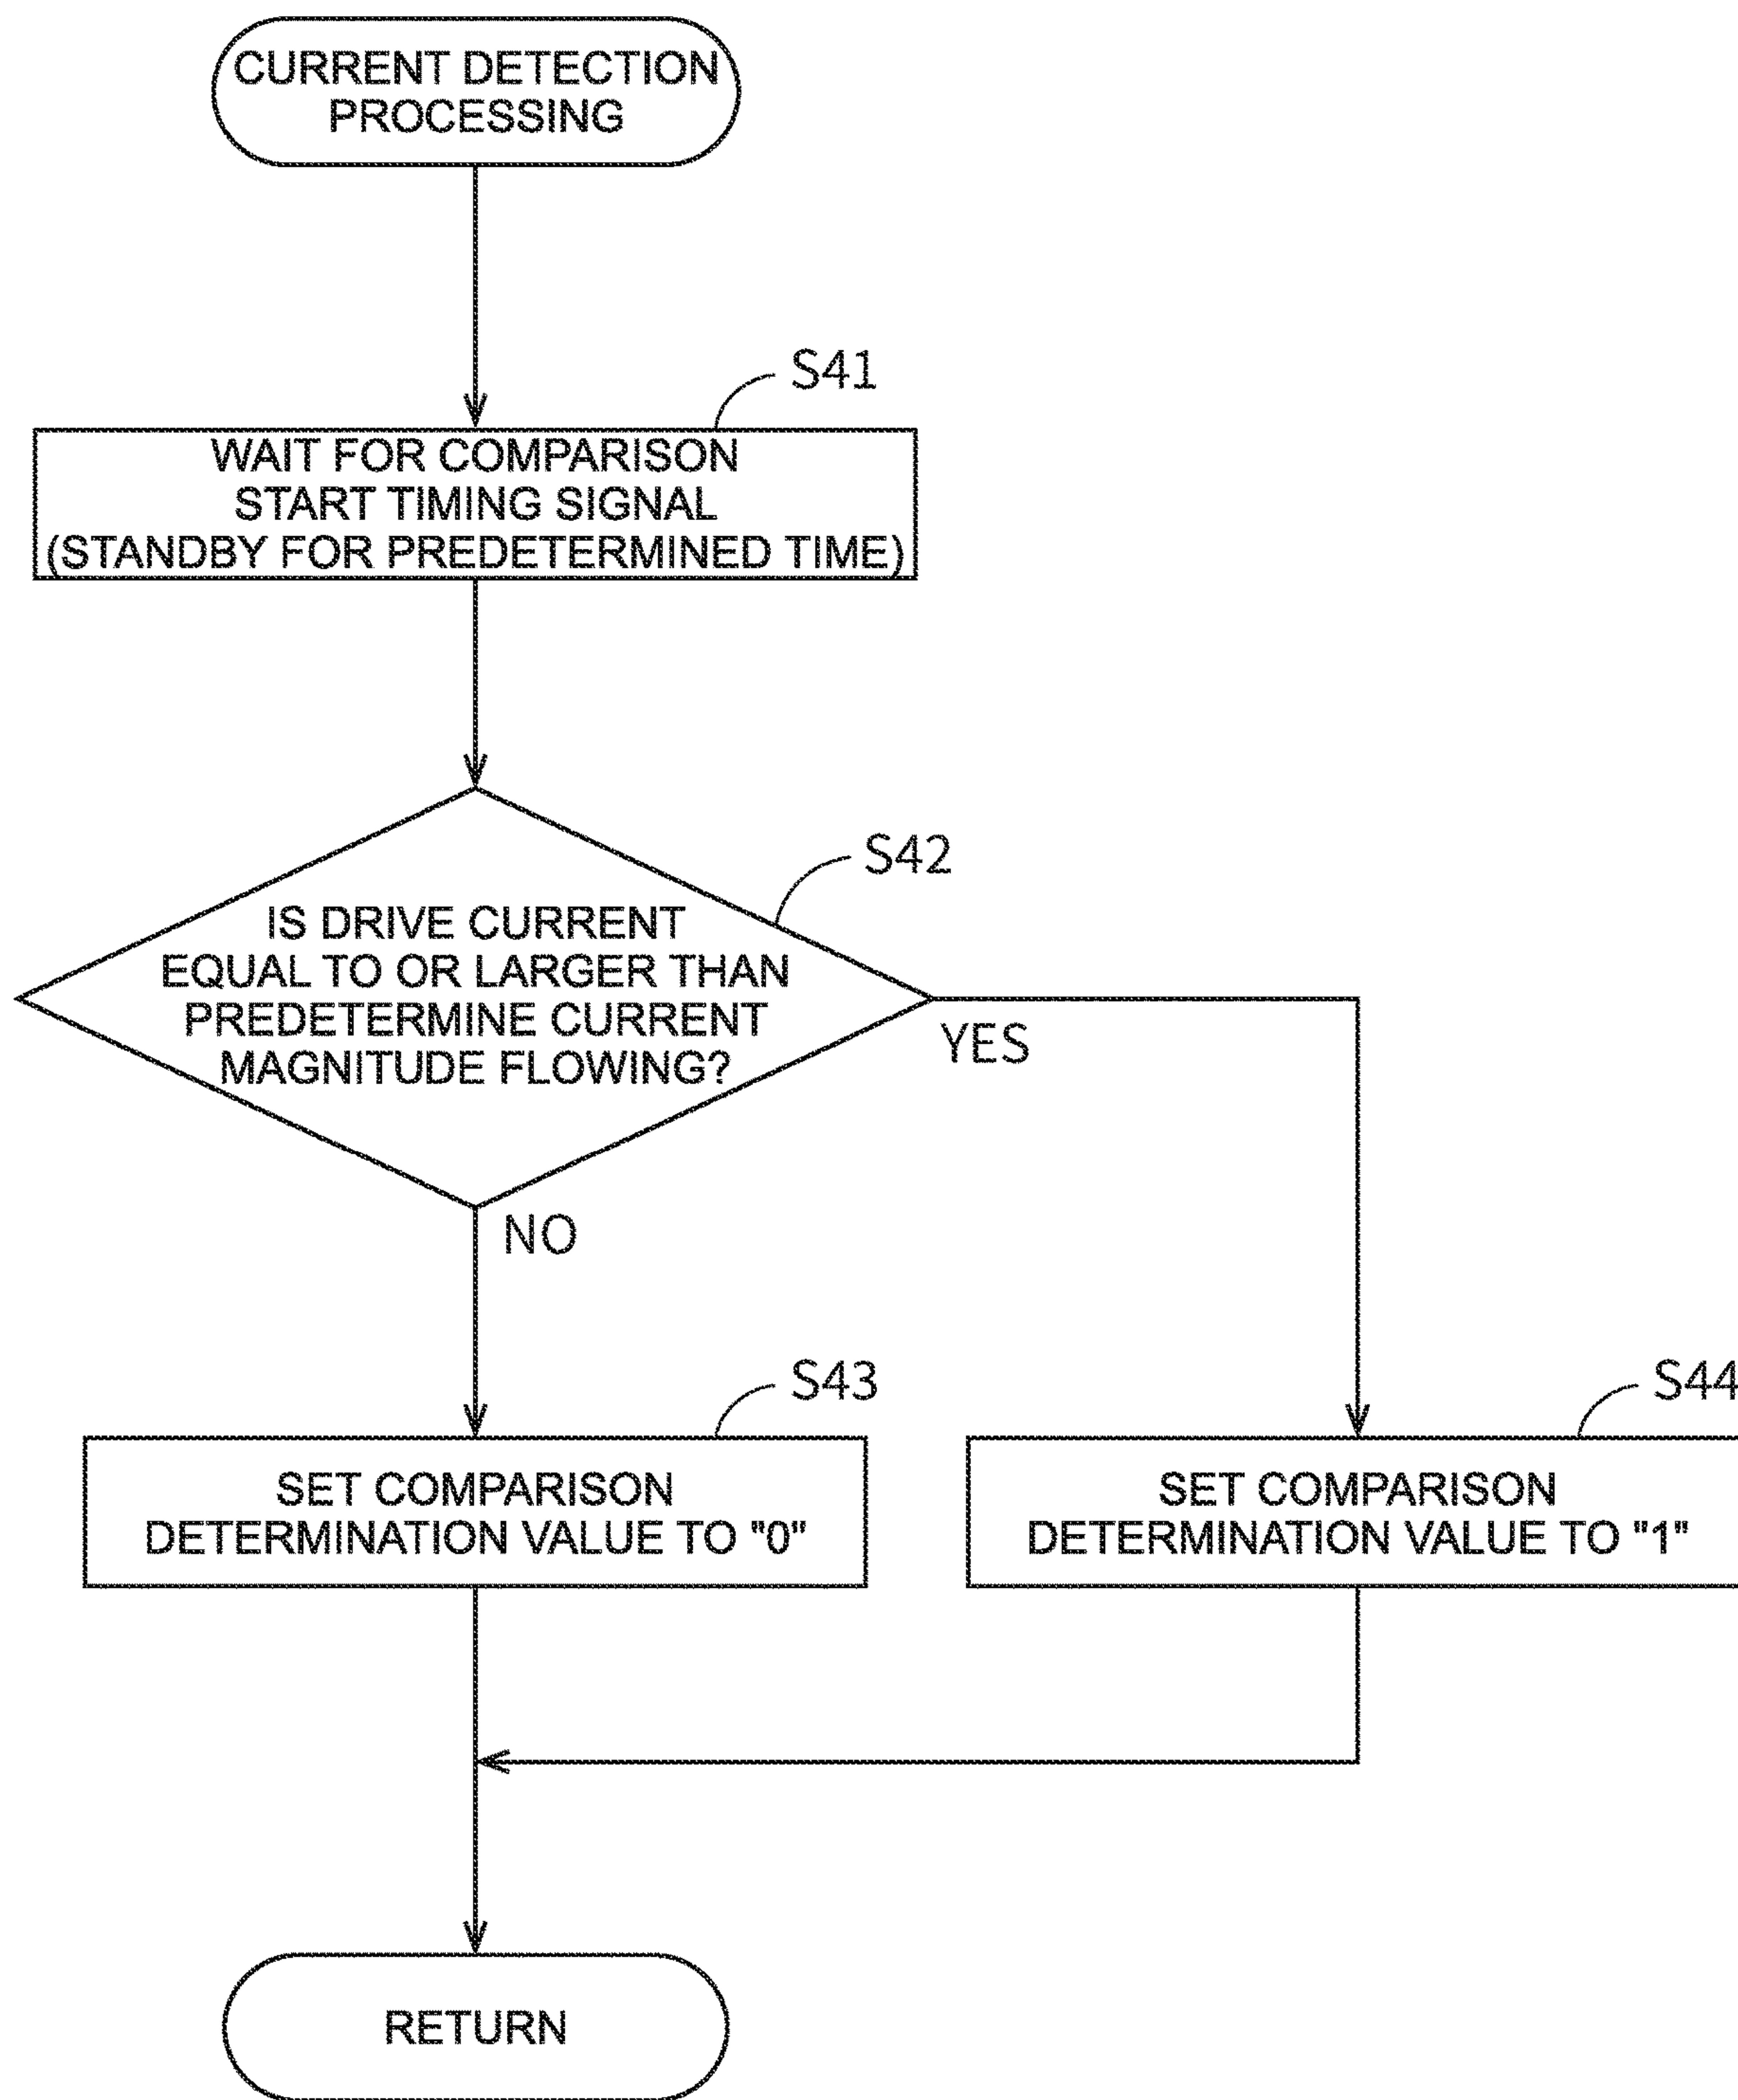 CURRENT DETECTION
PROCESSING
S41
WAIT FOR COMPARISON
START TIMING SIGNAL
(STANDBY FOR PREDETERMINED TIME)
S42
IS DRIVE CURRENT
EQUAL TO OR LARGER THAN
PREDETERMINE CURRENT
MAGNITUDE FLOWING?
YES
NO
S43
SET COMPARISON
DETERMINATION VALUE TO "0"
S44
SET COMPARISON
DETERMINATION VALUE TO "1"
RETURN